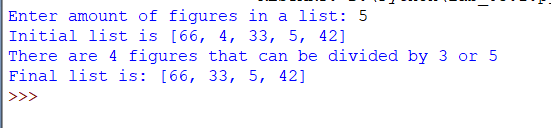 Enter amount of figures in a list: 5
Initial list is [66, 4, 33, 5, 42]
There are 4 figures that can be divided by 3 or 5
Final list is: [66, 33, 5, 42]
>>>